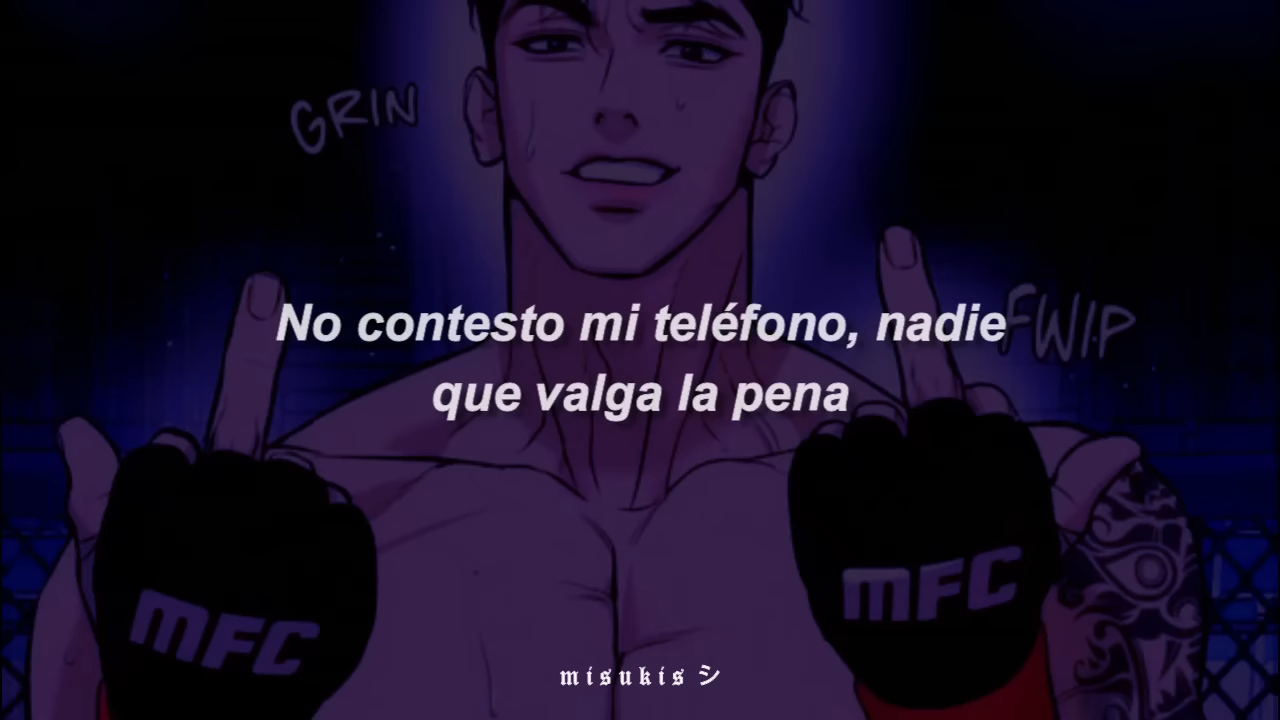 GRIN
No contesto mi teléfono, nadie
que valga la pena
FWIP
MFC
MFC
misukis シ